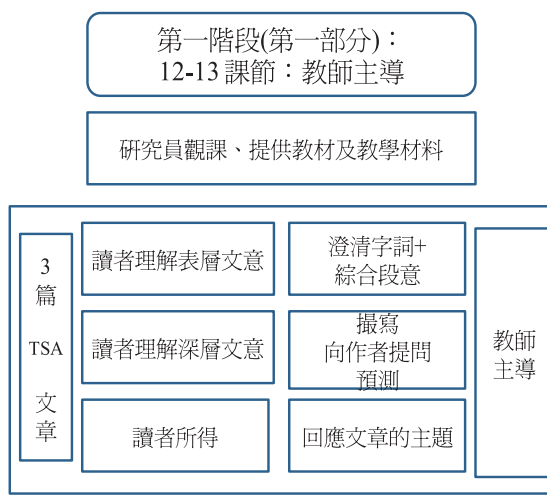 第一階段(第一部分)：
12-13 課節：教師主導
研究員觀課、提供教材及教學材料
3
篇
TSA
文
章
讀者理解表層文意
澄清字詞+
綜合段意
讀者理解深層文意
撮寫
向作者提問
預測
讀者所得
回應文章的主題
教師
主導